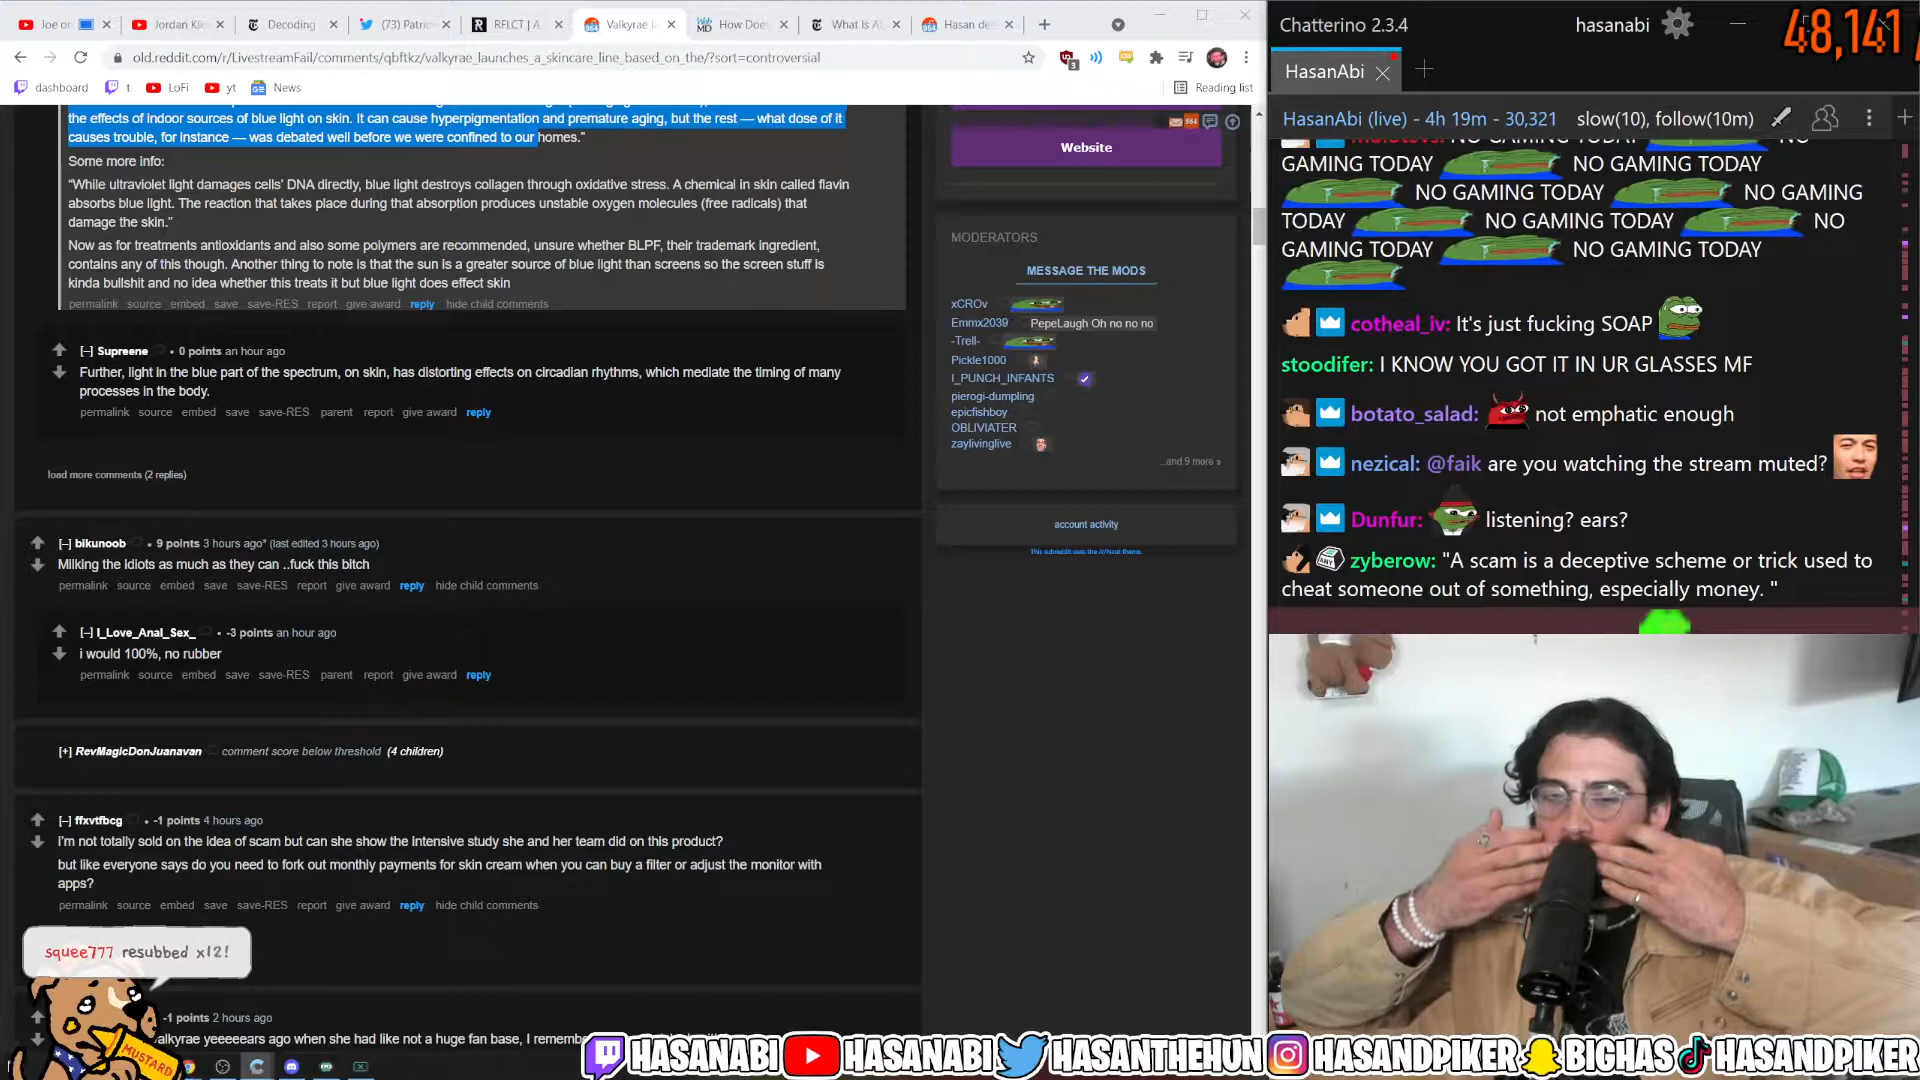 Joe or
Jordan Kle
Decoding
(73) Patric
RFLCT | A
Valkyrae la
How Does
What Is A
Hasan de
old.reddit.com/r/LivestreamFail/comments/qbftkz/valkyrae_launches_a_skincare_line_based_on_the/?sort=controversial
dashboard
t
LoFi
yt
News
Reading list
the effects of indoor sources of blue light on skin. It can cause hyperpigmentation and premature aging, but the rest — what dose of it
causes trouble, for instance — was debated well before we were confined to our homes."
Some more info:
"While ultraviolet light damages cells' DNA directly, blue light destroys collagen through oxidative stress. A chemical in skin called flavin
absorbs blue light. The reaction that takes place during that absorption produces unstable oxygen molecules (free radicals) that
damage the skin."
Now as for treatments antioxidants and also some polymers are recommended, unsure whether BLPF, their trademark ingredient,
contains any of this though. Another thing to note is that the sun is a greater source of blue light than screens so the screen stuff is
kinda bullshit and no idea whether this treats it but blue light does effect skin
permalink source embed save save-RES report give award reply hide child comments
[–] Supreene • 0 points an hour ago
Further, light in the blue part of the spectrum, on skin, has distorting effects on circadian rhythms, which mediate the timing of many
processes in the body.
permalink source embed save save-RES parent report give award reply
load more comments (2 replies)
[–] bikunoob • 9 points 3 hours ago* (last edited 3 hours ago)
Milking the idiots as much as they can ..fuck this bitch
permalink source embed save save-RES report give award reply hide child comments
[–] I_Love_Anal_Sex_ • -3 points an hour ago
i would 100%, no rubber
permalink source embed save save-RES parent report give award reply
[+] RevMagicDonJuanavan comment score below threshold (4 children)
[–] ffxvtfbcg • -1 points 4 hours ago
I'm not totally sold on the idea of scam but can she show the intensive study she and her team did on this product?
but like everyone says do you need to fork out monthly payments for skin cream when you can buy a filter or adjust the monitor with
apps?
permalink source embed save save-RES report give award reply hide child comments
squee777 resubbed x12!
-1 points 2 hours ago
alkyrae yeeeeears ago when she had like not a huge fan base, I rememb
MUSTARD
Website
MODERATORS
MESSAGE THE MODS
xCROv
Emmx2039 PepeLaugh Oh no no no
-Trell-
Pickle1000
I_PUNCH_INFANTS
pierogi-dumpling
epicfishboy
OBLIVIATER
zaylivinglive
...and 9 more »
account activity
This subreddit uses the /r/Naut theme.
Chatterino 2.3.4
hasanabi
48,141
HasanAbi
HasanAbi (live) - 4h 19m - 30,321 slow(10), follow(10m)
NO
GAMING TODAY NO GAMING TODAY
NO GAMING TODAY NO GAMING
TODAY NO GAMING TODAY NO
GAMING TODAY NO GAMING TODAY
cotheal_iv: It's just fucking SOAP
stoodifer: I KNOW YOU GOT IT IN UR GLASSES MF
botato_salad: not emphatic enough
nezical: @faik are you watching the stream muted?
Dunfur: listening? ears?
zyberow: "A scam is a deceptive scheme or trick used to
cheat someone out of something, especially money. "
HASANABI HASANABI HASANTHEHUN HASANDPIKER BIGHAS HASANDPIKER